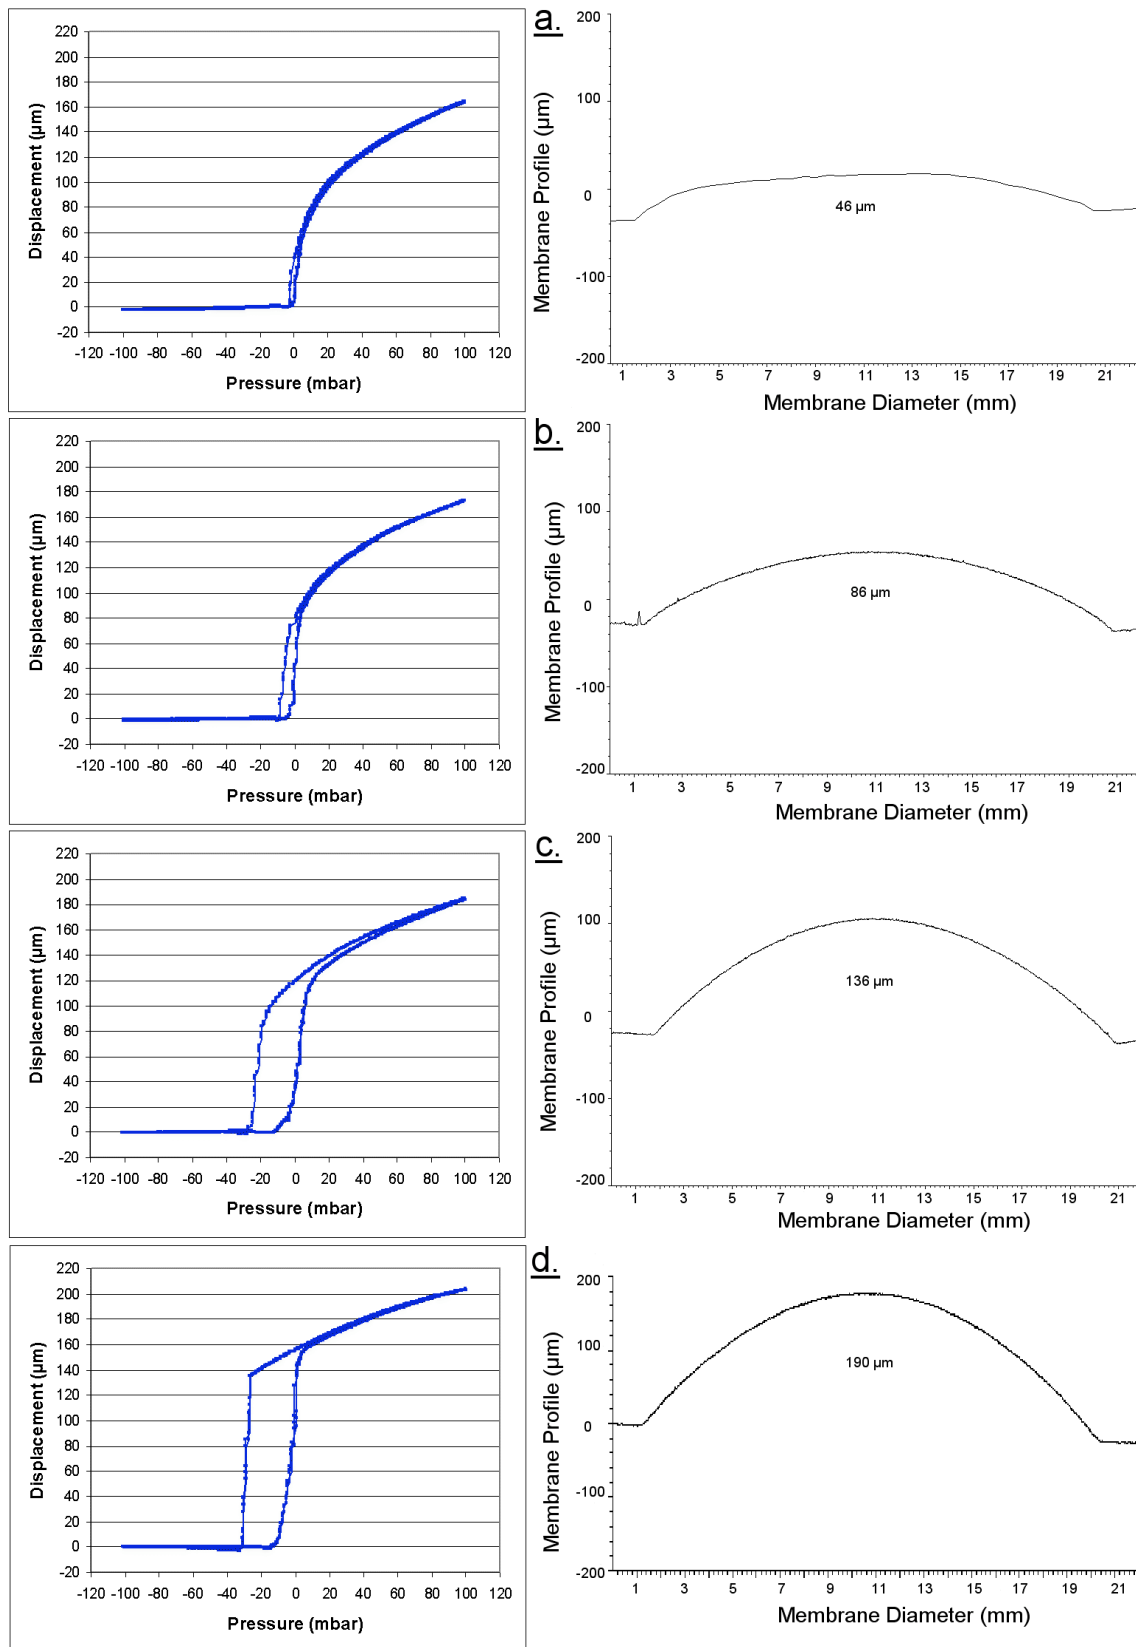 a.
220
200
180
160
140
120
100
80
60
40
20
0
-20
-120 -100 -80 -60 -40 -20 0 20 40 60 80 100 120
Displacement (µm)
Pressure (mbar)
200
100
0
-100
-200
46 µm
1 3 5 7 9 11 13 15 17 19 21
Membrane Profile (µm)
Membrane Diameter (mm)
b.
220
200
180
160
140
120
100
80
60
40
20
0
-20
-120 -100 -80 -60 -40 -20 0 20 40 60 80 100 120
Displacement (µm)
Pressure (mbar)
200
100
0
-100
-200
86 µm
1 3 5 7 9 11 13 15 17 19 21
Membrane Profile (µm)
Membrane Diameter (mm)
c.
220
200
180
160
140
120
100
80
60
40
20
0
-20
-120 -100 -80 -60 -40 -20 0 20 40 60 80 100 120
Displacement (µm)
Pressure (mbar)
200
100
0
-100
-200
136 µm
1 3 5 7 9 11 13 15 17 19 21
Membrane Profile (µm)
Membrane Diameter (mm)
d.
220
200
180
160
140
120
100
80
60
40
20
0
-20
-120 -100 -80 -60 -40 -20 0 20 40 60 80 100 120
Displacement (µm)
Pressure (mbar)
200
100
0
-100
-200
190 µm
1 3 5 7 9 11 13 15 17 19 21
Membrane Profile (µm)
Membrane Diameter (mm)